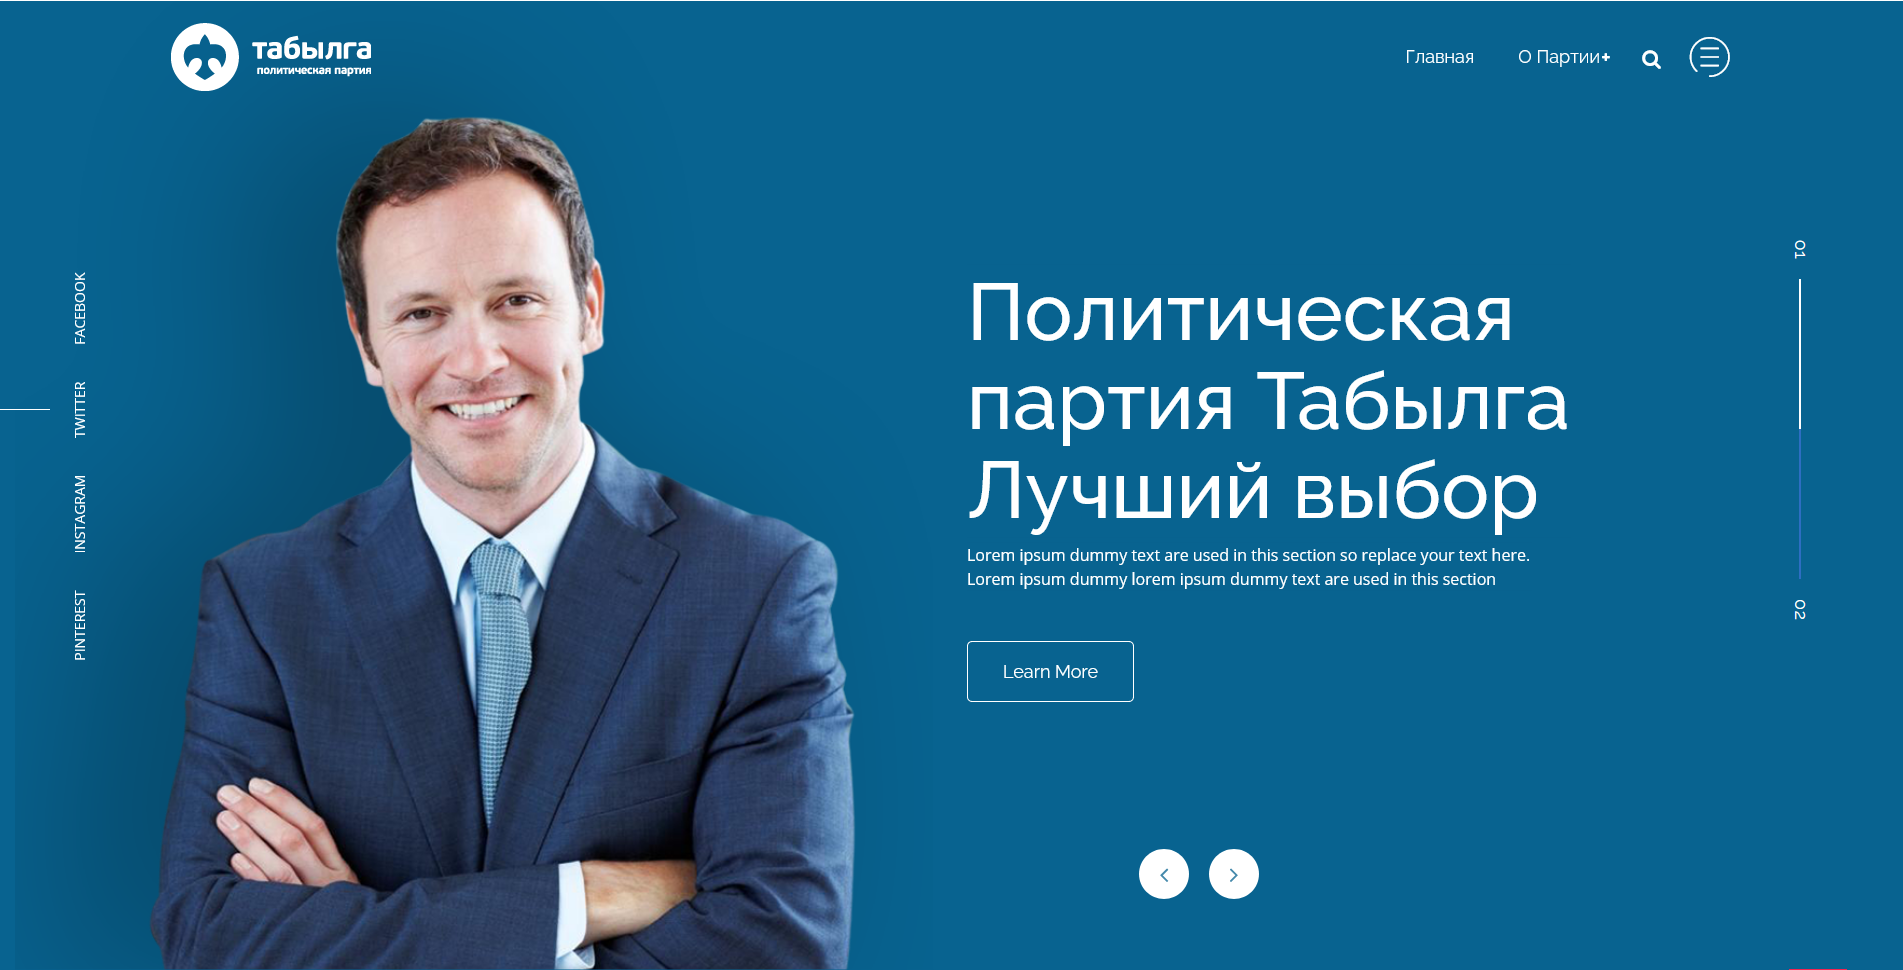 табылга
политическая партия
Главная
О Партии+
FACEBOOK
TWITTER
INSTAGRAM
PINTEREST
Политическая
партия Табылга
Лучший выбор
Lorem ipsum dummy text are used in this section so replace your text here.
Lorem ipsum dummy lorem ipsum dummy text are used in this section
Learn More
01
02